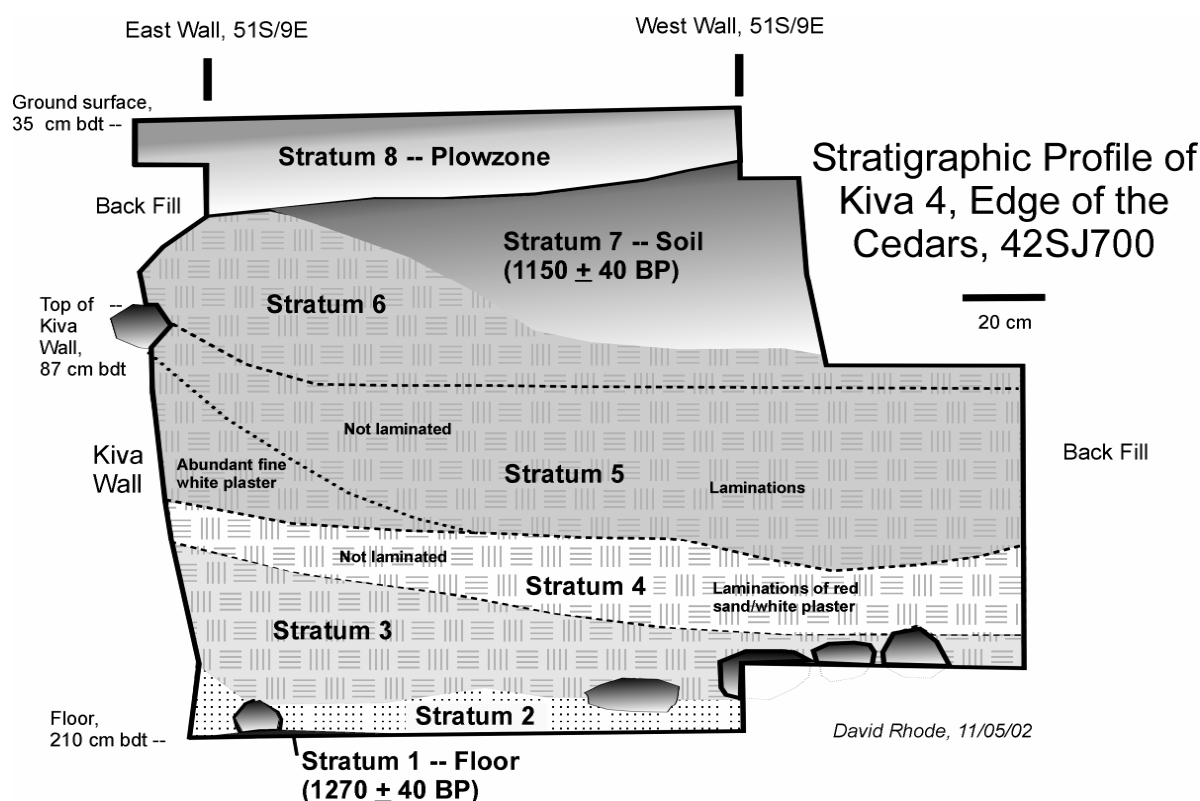 East Wall, 51S/9E
West Wall, 51S/9E
Ground surface,
35 cm bdt --
Stratum 8 -- Plowzone
Stratigraphic Profile of
Kiva 4, Edge of the
Cedars, 42SJ700
Back Fill
Stratum 7 -- Soil
(1150 ± 40 BP)
Top of --
Kiva
Wall,
87 cm bdt
Stratum 6
20 cm
Not laminated
Kiva
Wall
Abundant fine
white plaster
Stratum 5
Laminations
Back Fill
Not laminated
Stratum 4
Laminations of red
sand/white plaster
Stratum 3
Floor,
210 cm bdt --
Stratum 2
David Rhode, 11/05/02
Stratum 1 -- Floor
(1270 ± 40 BP)